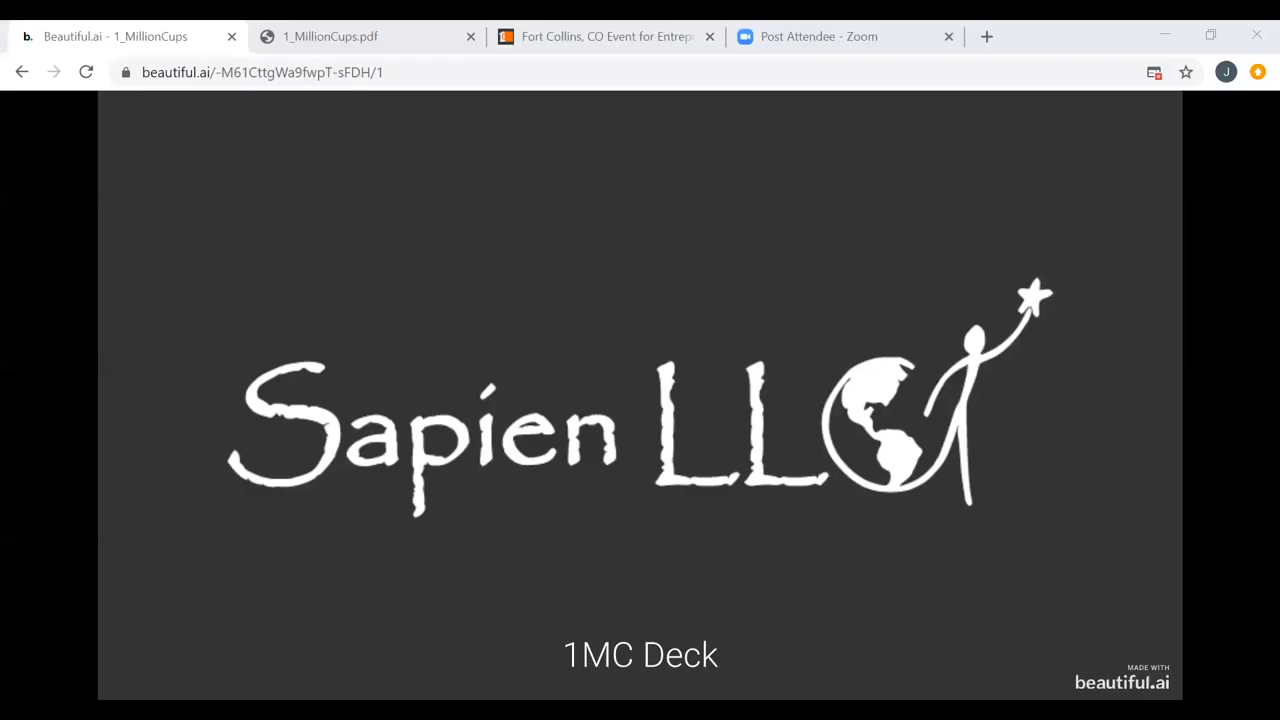 b. Beautiful.ai - 1_MillionCups
1_MillionCups.pdf
Fort Collins, CO Event for Entrep
Post Attendee - Zoom
beautiful.ai/-M61CttgWa9fwpT-sFDH/1
J
Sapien LLC
1MC Deck
MADE WITH
beautiful.ai